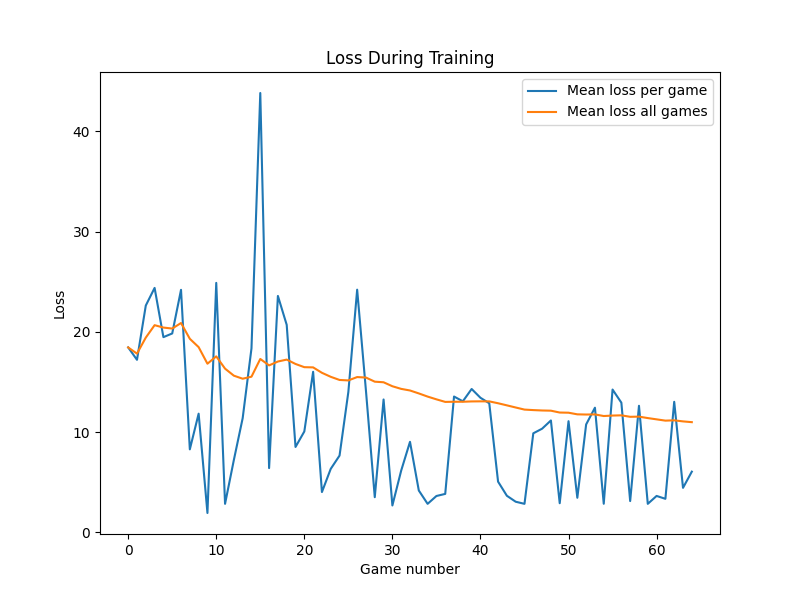 Loss During Training
Mean loss per game
Mean loss all games
Loss
40
30
20
10
0
0 10 20 30 40 50 60
Game number